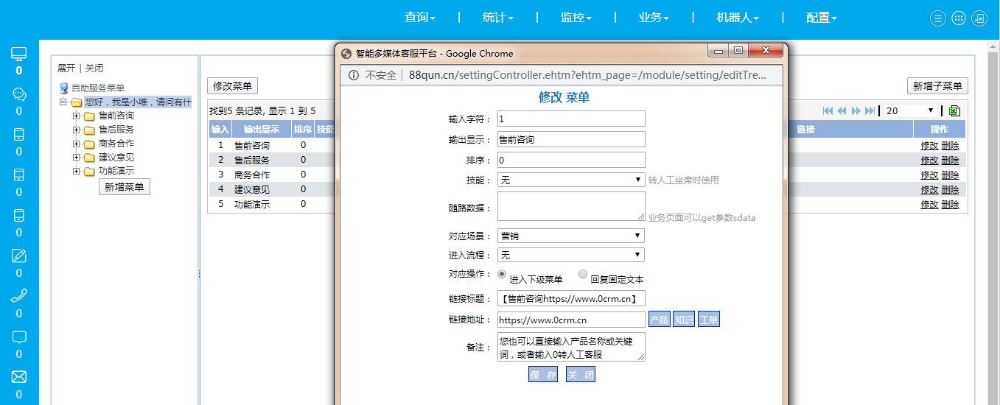 查询 | 统计 | 监控 | 业务 | 机器人 | 配置
0
0
0
0
0
0
0
0
0
展开 | 关闭
自助服务菜单
您好，我是小唯，请问有什
售前咨询
售后服务
商务合作
建议意见
功能演示
新增菜单
修改菜单
新增子菜单
找到5 条记录, 显示 1 到 5
20
输入 输出显示 排序 技能 链接 操作
1 售前咨询 0 修改 删除
2 售后服务 0 修改 删除
3 商务合作 0 修改 删除
4 建议意见 0 修改 删除
5 功能演示 0 修改 删除
智能多媒体客服平台 - Google Chrome
不安全 | 88qun.cn/settingController.ehtm?ehtm_page=/module/setting/editTre...
修改 菜单
输入字符： 1
输出显示： 售前咨询
排序： 0
技能： 无 转人工坐席时使用
随路数据： 业务页面可以get参数sdata
对应场景： 营销
进入流程： 无
对应操作： 进入下级菜单 回复固定文本
链接标题： 【售前咨询https://www.0crm.cn】
链接地址： https://www.0crm.cn 产品 知识 工单
备注： 您也可以直接输入产品名称或关键
词，或者输入0转人工客服
保 存 关 闭